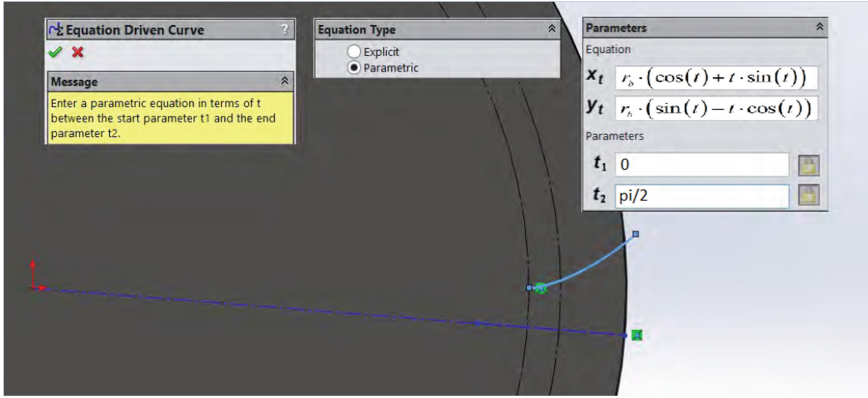 Equation Driven Curve ?
Message
Enter a parametric equation in terms of t
between the start parameter t1 and the end
parameter t2.
Equation Type
Explicit
Parametric
Parameters
Equation
Xt r_b · (cos(t) + t · sin(t))
yt r_b · (sin(t) − t · cos(t))
Parameters
t1 0
t2 pi/2